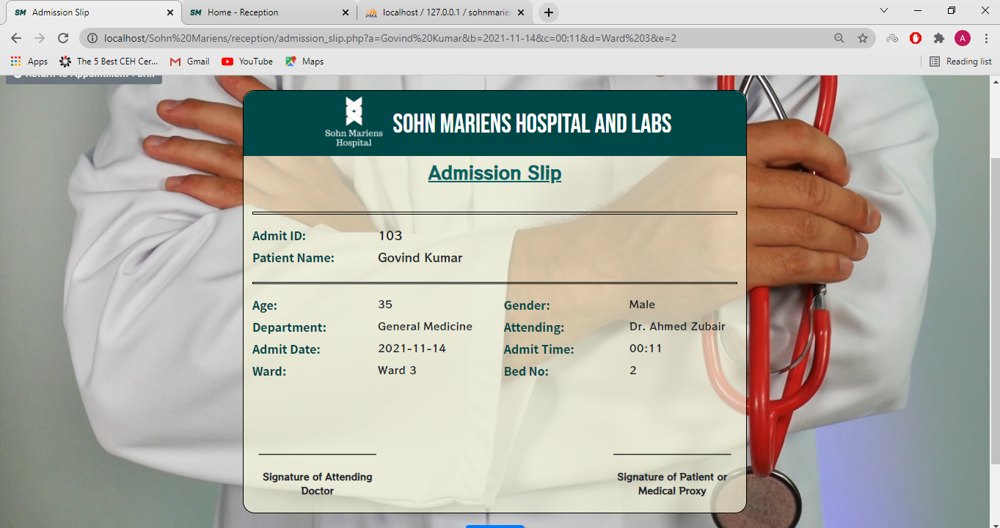 SM Admission Slip
SM Home - Reception
PMA localhost / 127.0.0.1 / sohnmarie
localhost/Sohn%20Mariens/reception/admission_slip.php?a=Govind%20Kumar&b=2021-11-14&c=00:11&d=Ward%203&e=2
A
Apps The 5 Best CEH Cer... Gmail YouTube Maps Reading list
Return to Appointment
Sohn Mariens
Hospital
SOHN MARIENS HOSPITAL AND LABS
Admission Slip
Admit ID: 103
Patient Name: Govind Kumar
Age: 35 Gender: Male
Department: General Medicine Attending: Dr. Ahmed Zubair
Admit Date: 2021-11-14 Admit Time: 00:11
Ward: Ward 3 Bed No: 2
Signature of Attending
Doctor
Signature of Patient or
Medical Proxy